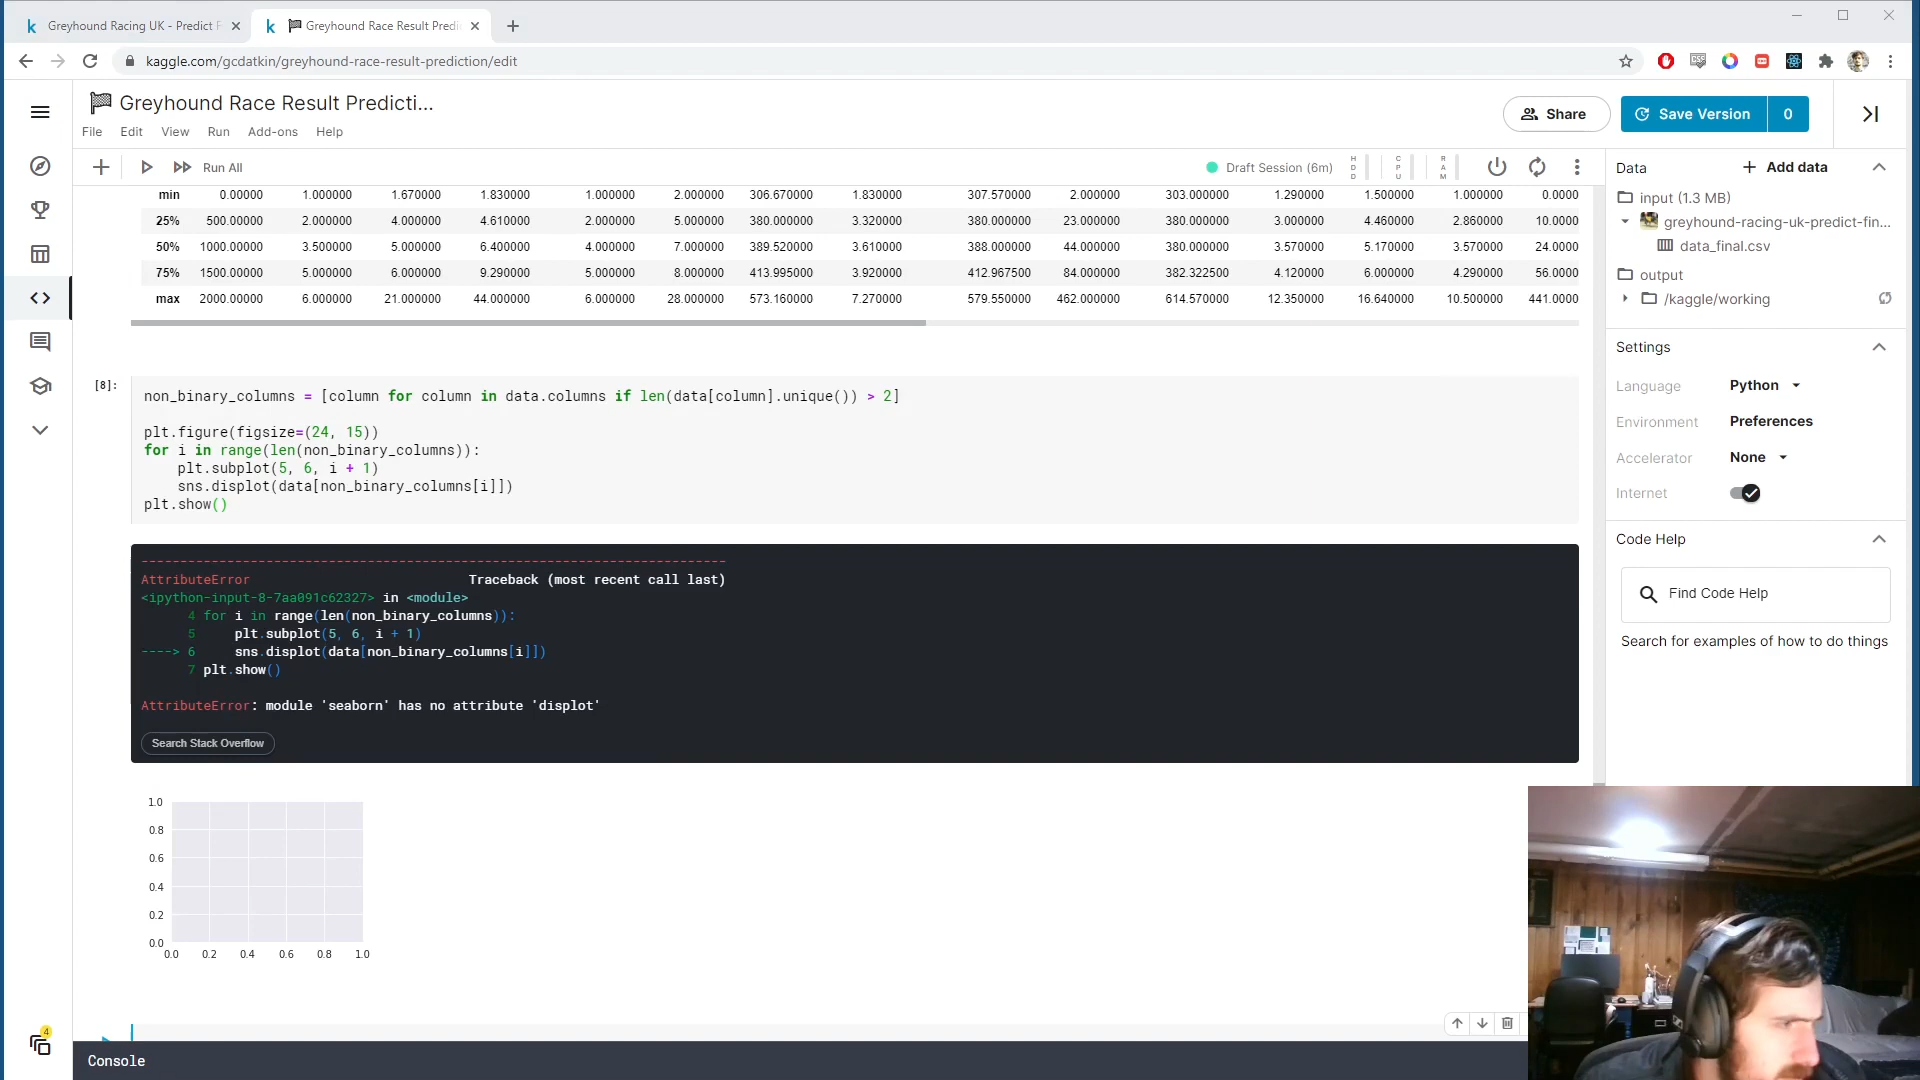 Greyhound Racing UK - Predict F
Greyhound Race Result Predi
kaggle.com/gcdatkin/greyhound-race-result-prediction/edit
Greyhound Race Result Predicti...
File Edit View Run Add-ons Help
Share
Save Version 0
Run All
Draft Session (6m)
HDD
CPU
RAM
min 0.00000 1.000000 1.670000 1.830000 1.000000 2.000000 306.670000 1.830000 307.570000 2.000000 303.000000 1.290000 1.500000 1.000000 0.0000
25% 500.00000 2.000000 4.000000 4.610000 2.000000 5.000000 380.000000 3.320000 380.000000 23.000000 380.000000 3.000000 4.460000 2.860000 10.0000
50% 1000.00000 3.500000 5.000000 6.400000 4.000000 7.000000 389.520000 3.610000 388.000000 44.000000 380.000000 3.570000 5.170000 3.570000 24.0000
75% 1500.00000 5.000000 6.000000 9.290000 5.000000 8.000000 413.995000 3.920000 412.967500 84.000000 382.322500 4.120000 6.000000 4.290000 56.0000
max 2000.00000 6.000000 21.000000 44.000000 6.000000 28.000000 573.160000 7.270000 579.550000 462.000000 614.570000 12.350000 16.640000 10.500000 441.0000
[8]:
non_binary_columns = [column for column in data.columns if len(data[column].unique()) > 2]
plt.figure(figsize=(24, 15))
for i in range(len(non_binary_columns)):
    plt.subplot(5, 6, i + 1)
    sns.displot(data[non_binary_columns[i]])
plt.show()
---------------------------------------------------------------------------
AttributeError Traceback (most recent call last)
<ipython-input-8-7aa091c62327> in <module>
4 for i in range(len(non_binary_columns)):
5     plt.subplot(5, 6, i + 1)
----> 6     sns.displot(data[non_binary_columns[i]])
7 plt.show()
AttributeError: module 'seaborn' has no attribute 'displot'
Search Stack Overflow
1.0
0.8
0.6
0.4
0.2
0.0
0.0 0.2 0.4 0.6 0.8 1.0
4
Console
Data
Add data
input (1.3 MB)
greyhound-racing-uk-predict-fin...
data_final.csv
output
/kaggle/working
Settings
Language Python
Environment Preferences
Accelerator None
Internet
Code Help
Find Code Help
Search for examples of how to do things